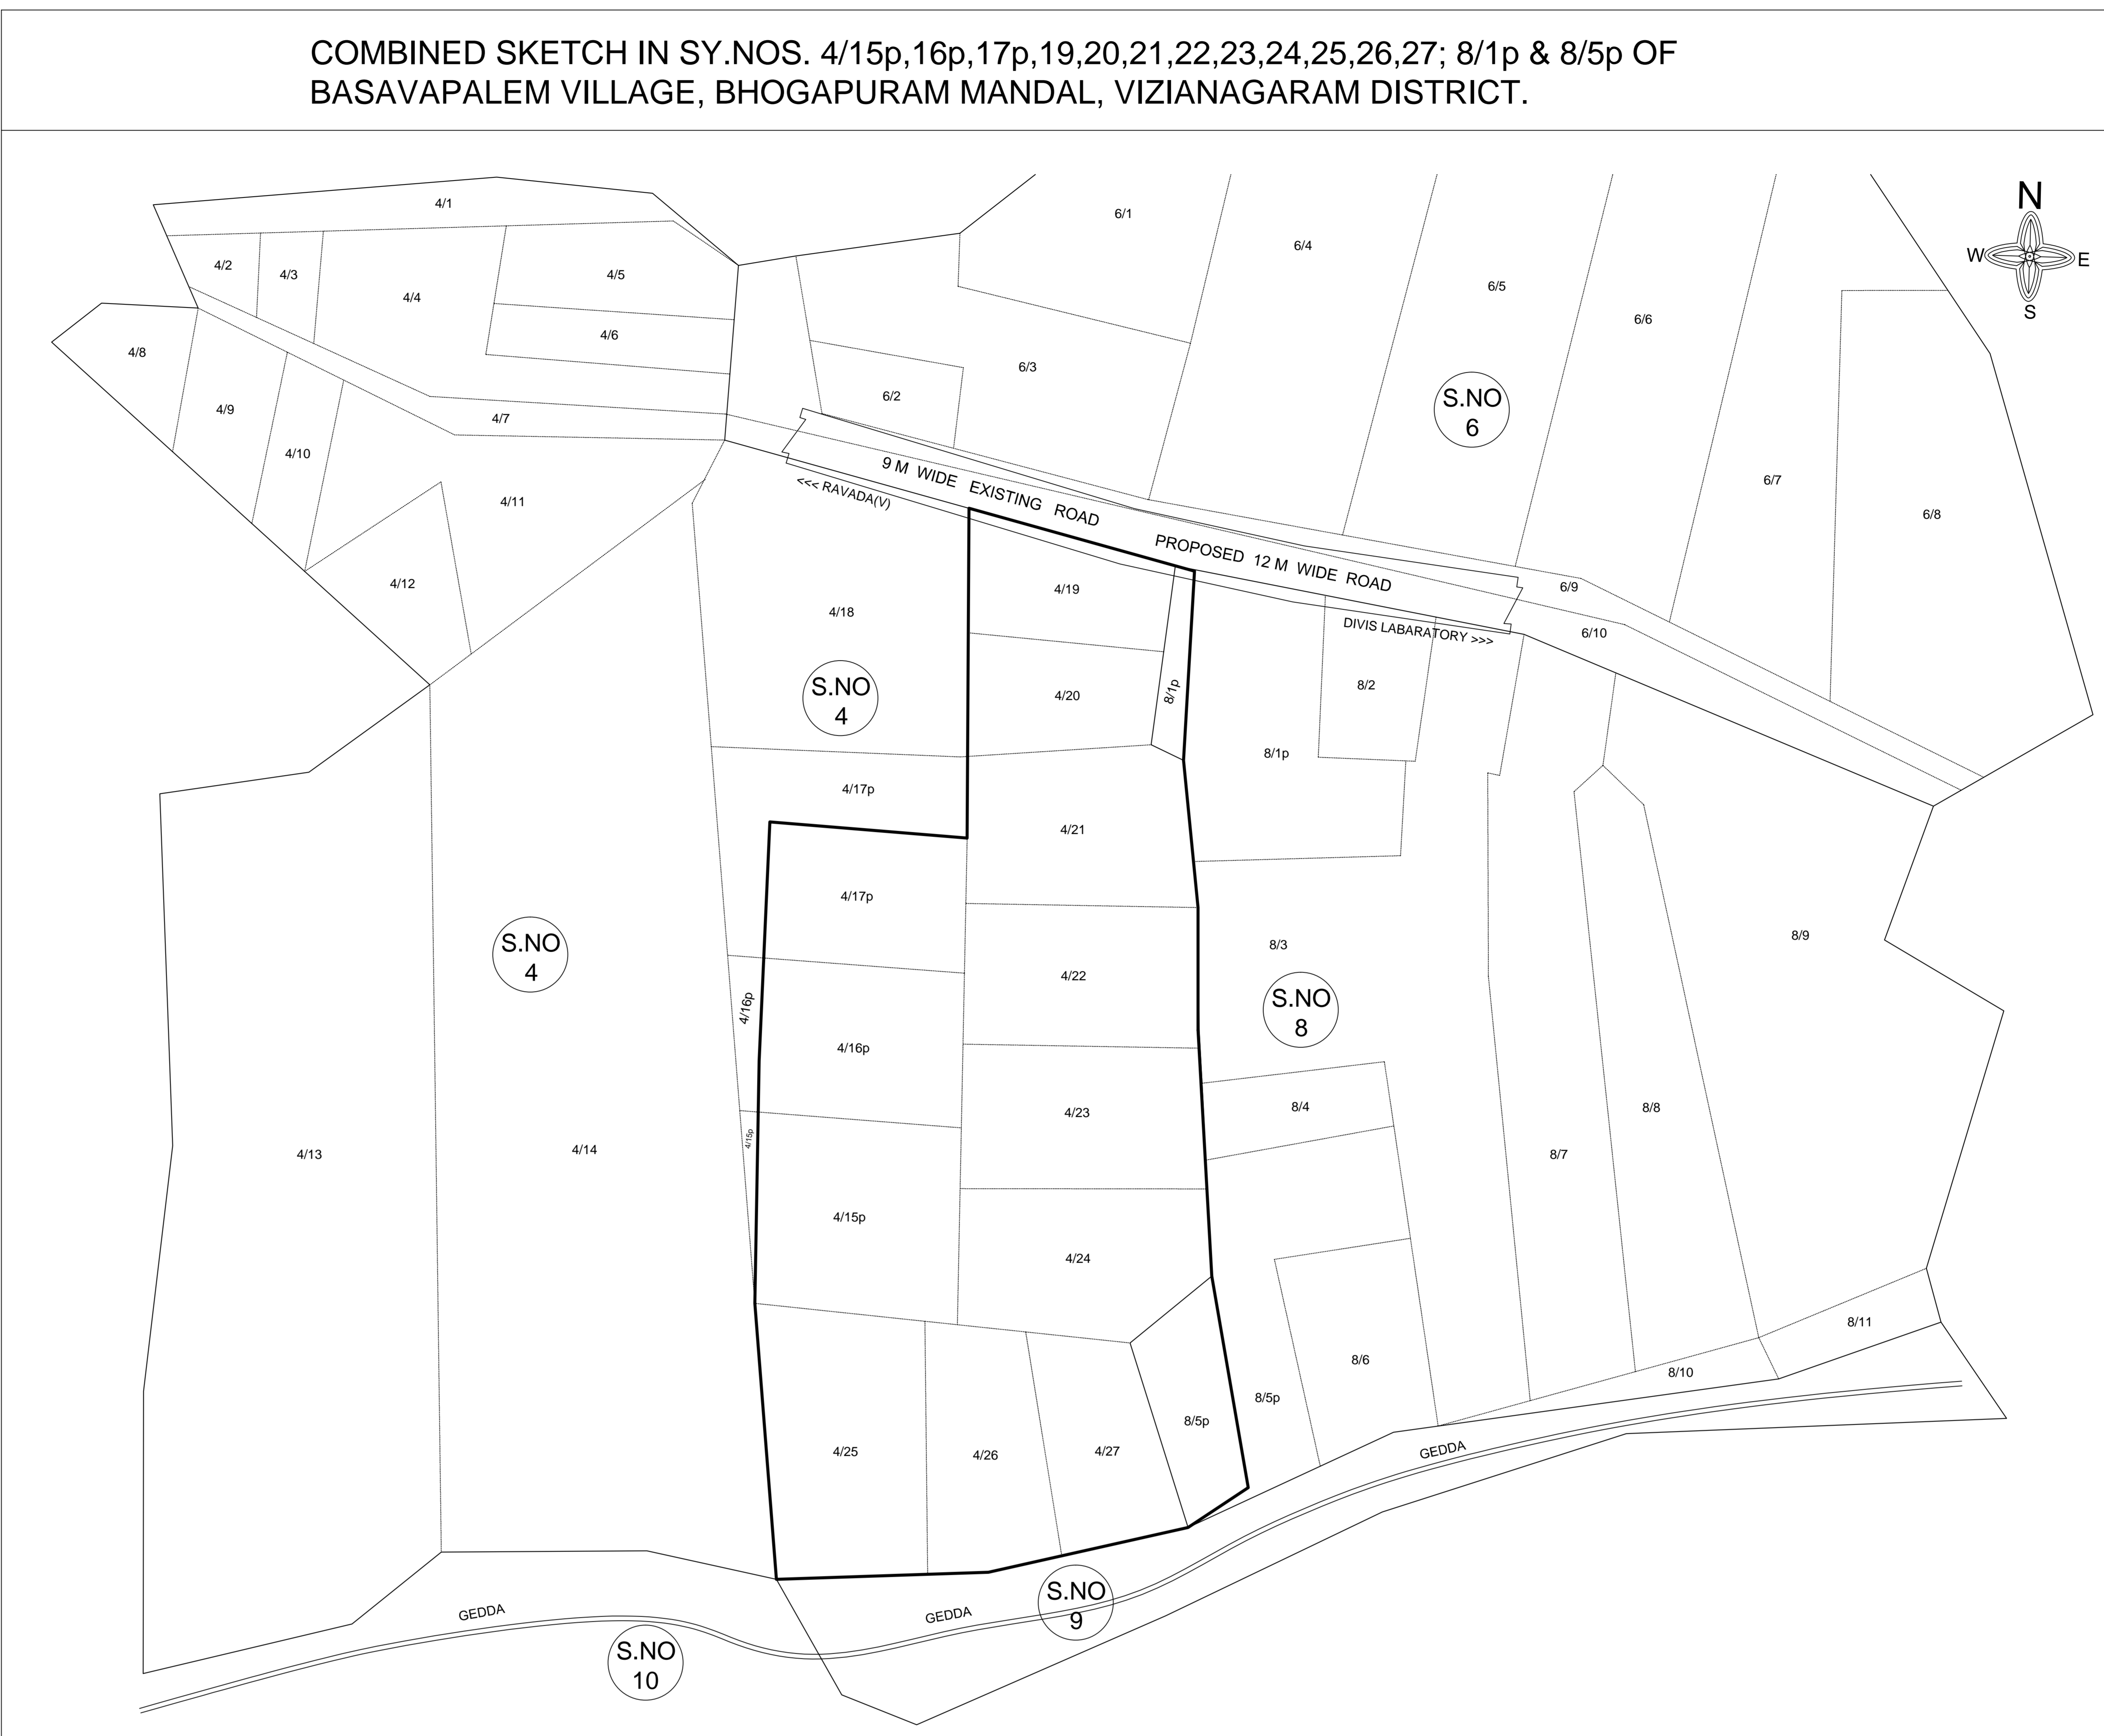 COMBINED SKETCH IN SY.NOS. 4/15p,16p,17p,19,20,21,22,23,24,25,26,27; 8/1p & 8/5p OF
BASAVAPALEM VILLAGE, BHOGAPURAM MANDAL, VIZIANAGARAM DISTRICT.
N
W
E
S
4/1
4/2
4/3
4/4
4/5
4/6
4/7
4/8
4/9
4/10
4/11
4/12
6/1
6/2
6/3
6/4
6/5
6/6
6/7
6/8
S.NO
6
6/9
6/10
9 M WIDE EXISTING ROAD
<<< RAVADA(V)
PROPOSED 12 M WIDE ROAD
DIVIS LABARATORY >>>
4/18
S.NO
4
4/19
4/20
8/1p
8/1p
8/2
4/17p
4/21
4/17p
4/22
8/3
S.NO
8
8/9
S.NO
4
4/16p
4/16p
4/23
8/4
8/8
4/13
4/14
4/15p
4/15p
4/24
8/7
8/6
8/5p
8/5p
8/10
8/11
4/25
4/26
4/27
GEDDA
GEDDA
GEDDA
S.NO
9
S.NO
10